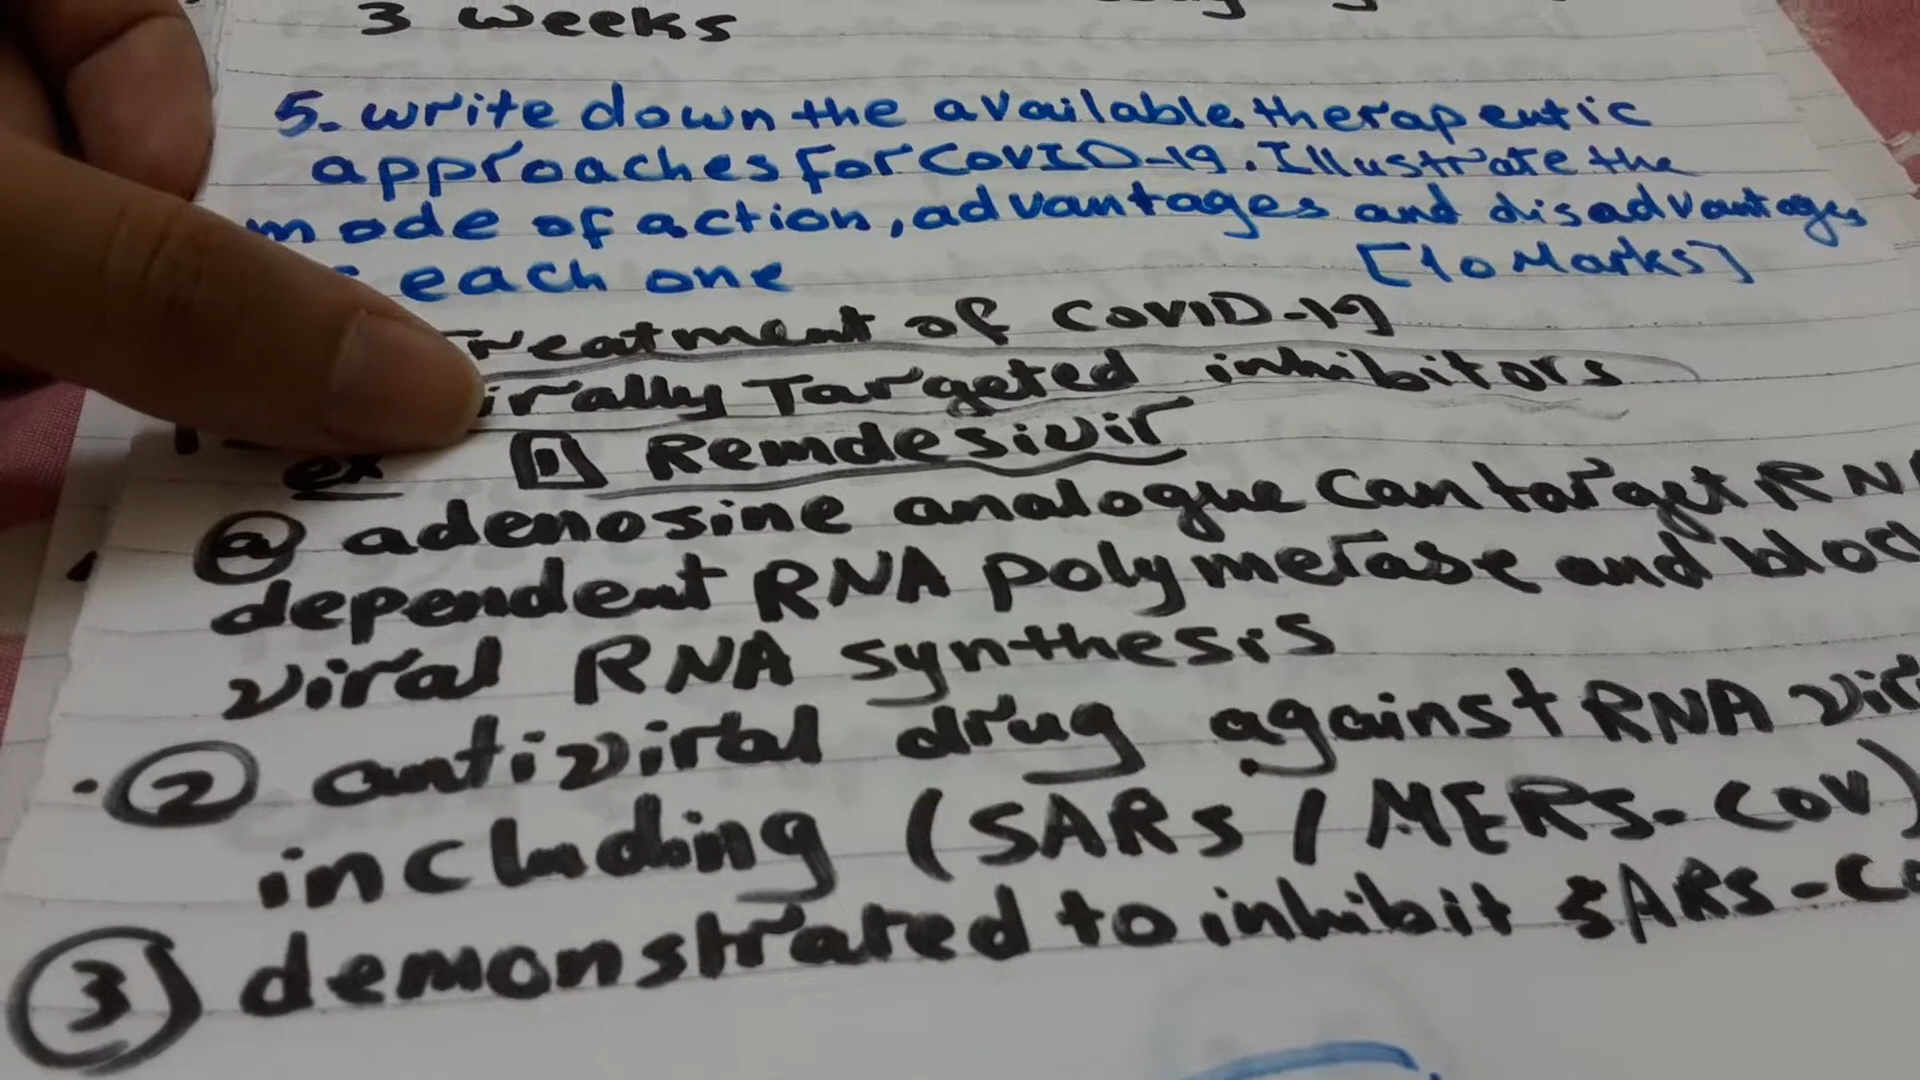 3 weeks
5. write down the available therapeutic
approaches for COVID-19. Illustrate the
mode of action, advantages and disadvantages
each one [10 Marks]
Treatment of COVID-19
irally Targeted inhibitors
ex 1 Remdesivir
a adenosine analogue can target RN
dependent RNA polymerase and bloc
viral RNA synthesis
2 antiviral drug against RNA vir
including (SARs / MERS-COV)
3 demonstrated to inhibit SARS-Co